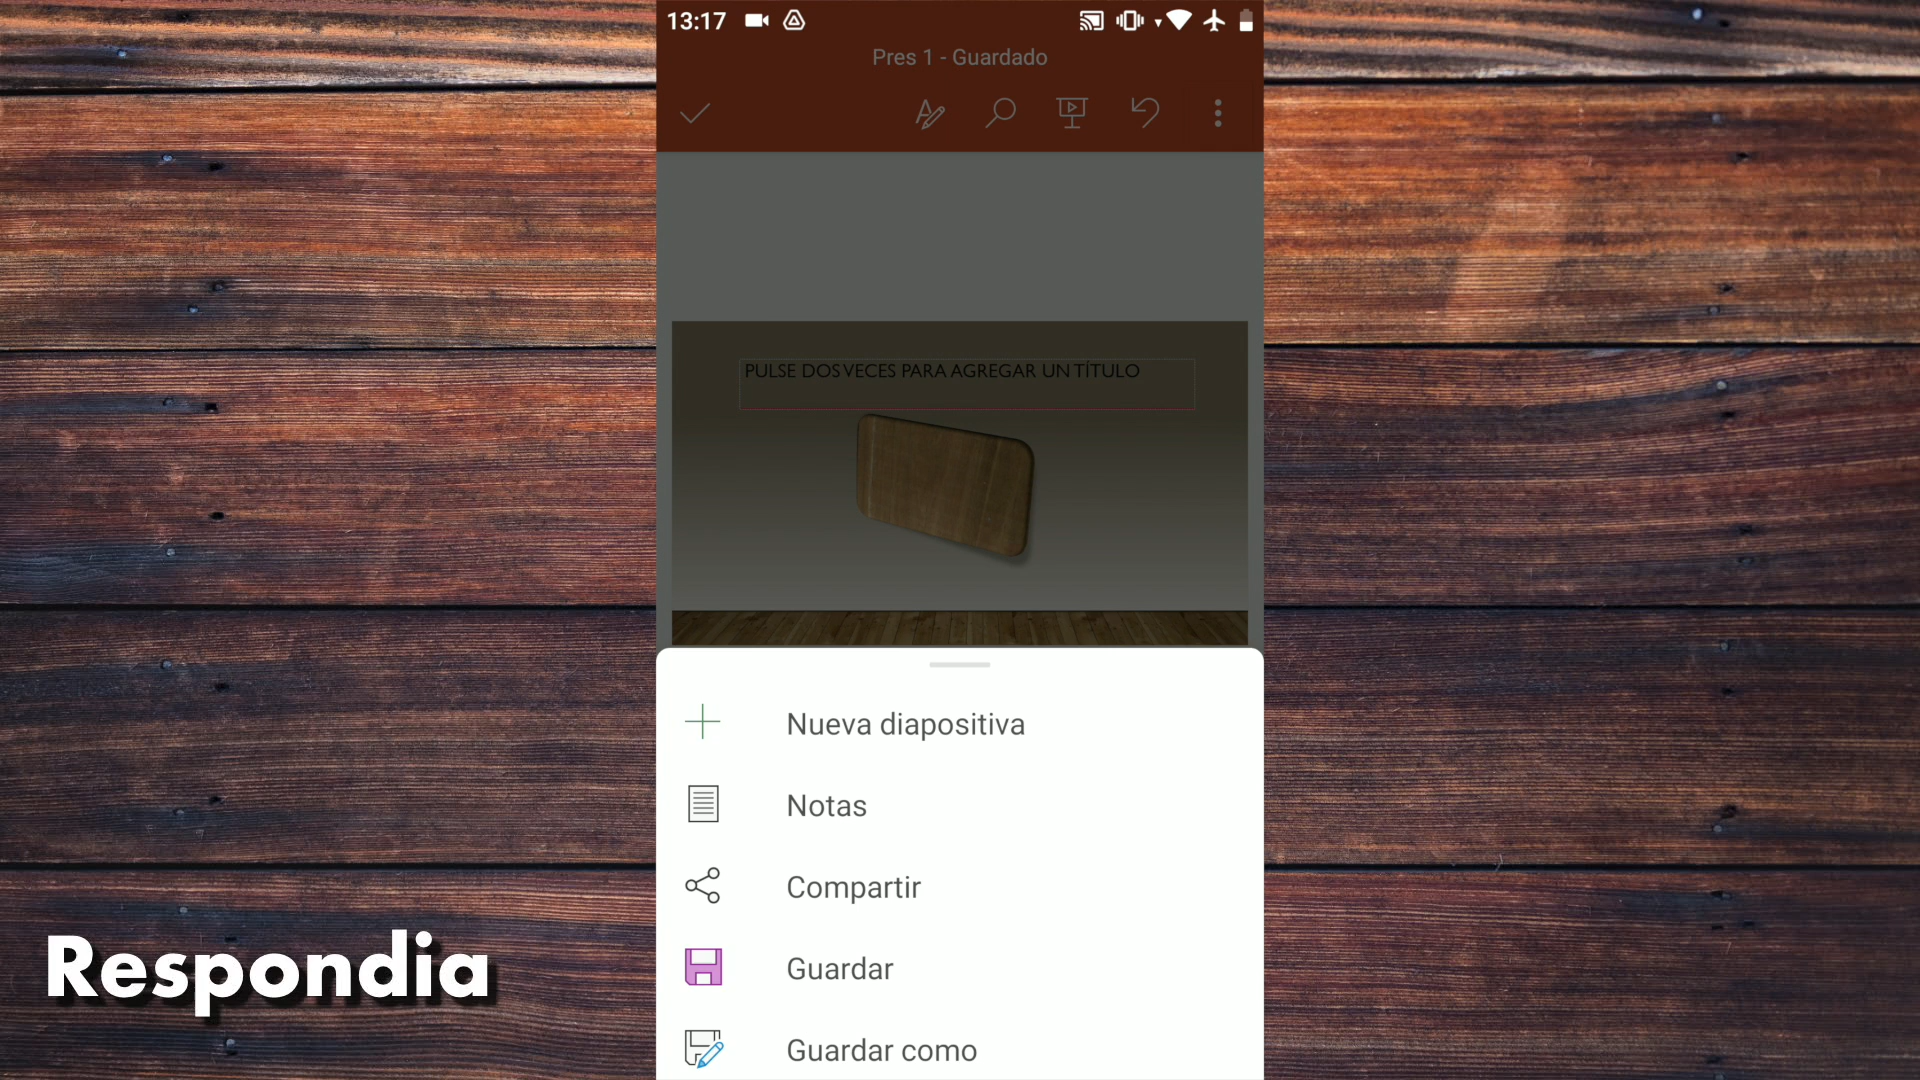 13:17
Pres 1 - Guardado
PULSE DOS VECES PARA AGREGAR UN TÍTULO
Nueva diapositiva
Notas
Compartir
Guardar
Guardar como
Respondia